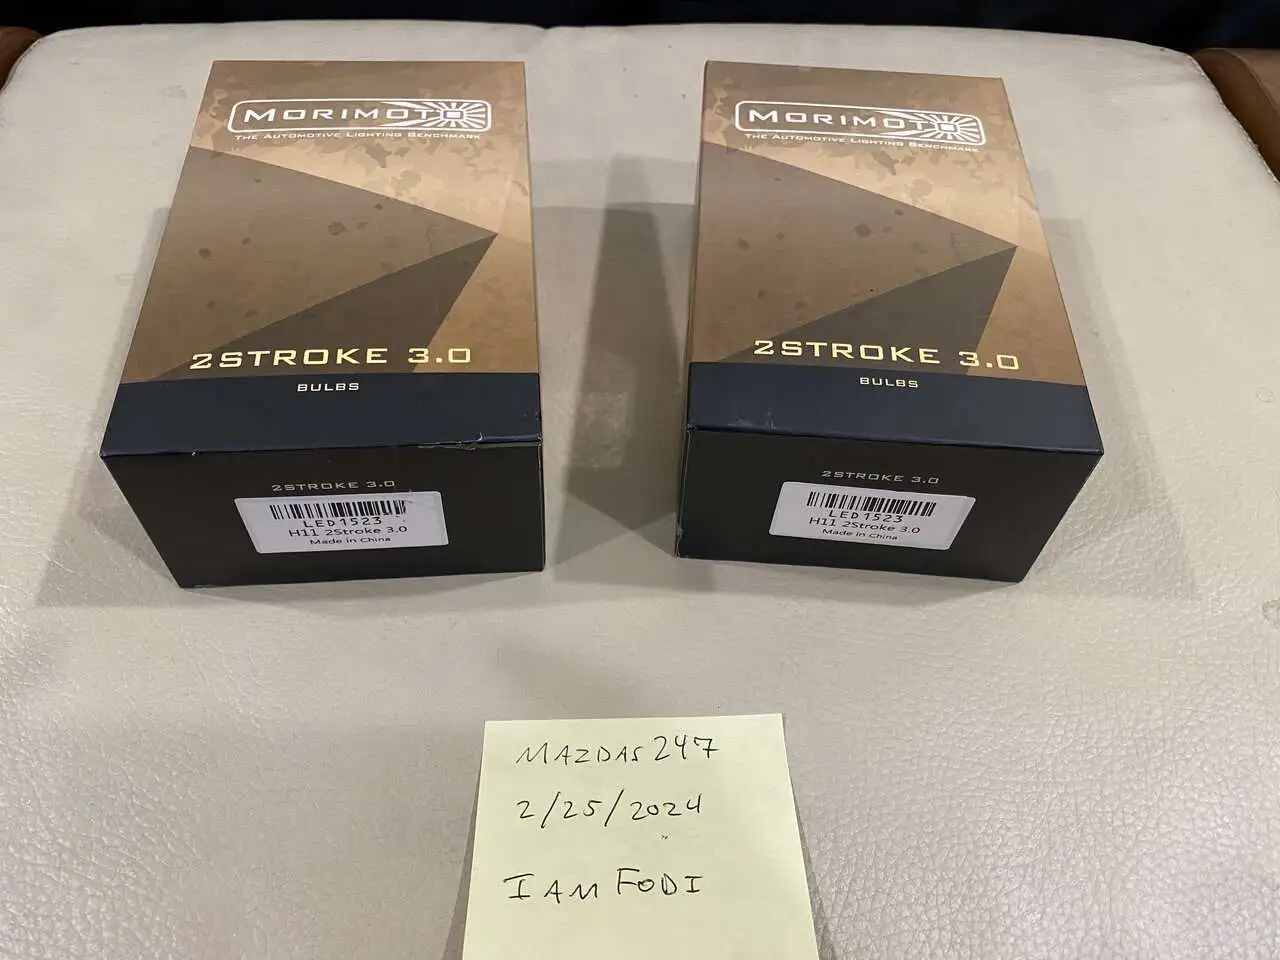 MORIMOTO
THE AUTOMOTIVE LIGHTING BENCHMARK
2STROKE 3.0
BULBS
2STROKE 3.0
LED1523
H11 2Stroke 3.0
Made in China
MORIMOTO
THE AUTOMOTIVE LIGHTING BENCHMARK
2STROKE 3.0
BULBS
2STROKE 3.0
LED1523
H11 2Stroke 3.0
Made in China
MAZDAS247
2/25/2024
I AM FODI